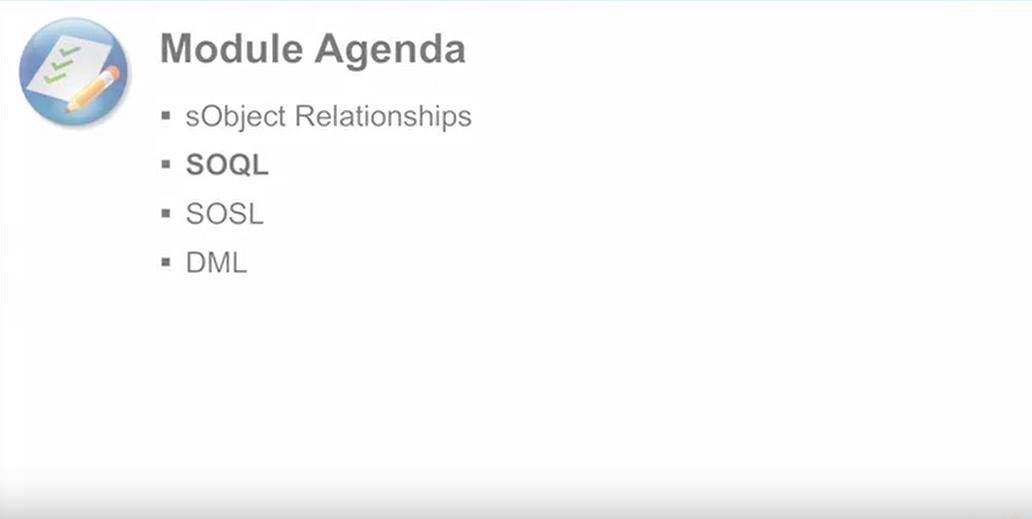 Module Agenda
▪ sObject Relationships
▪ SOQL
▪ SOSL
▪ DML